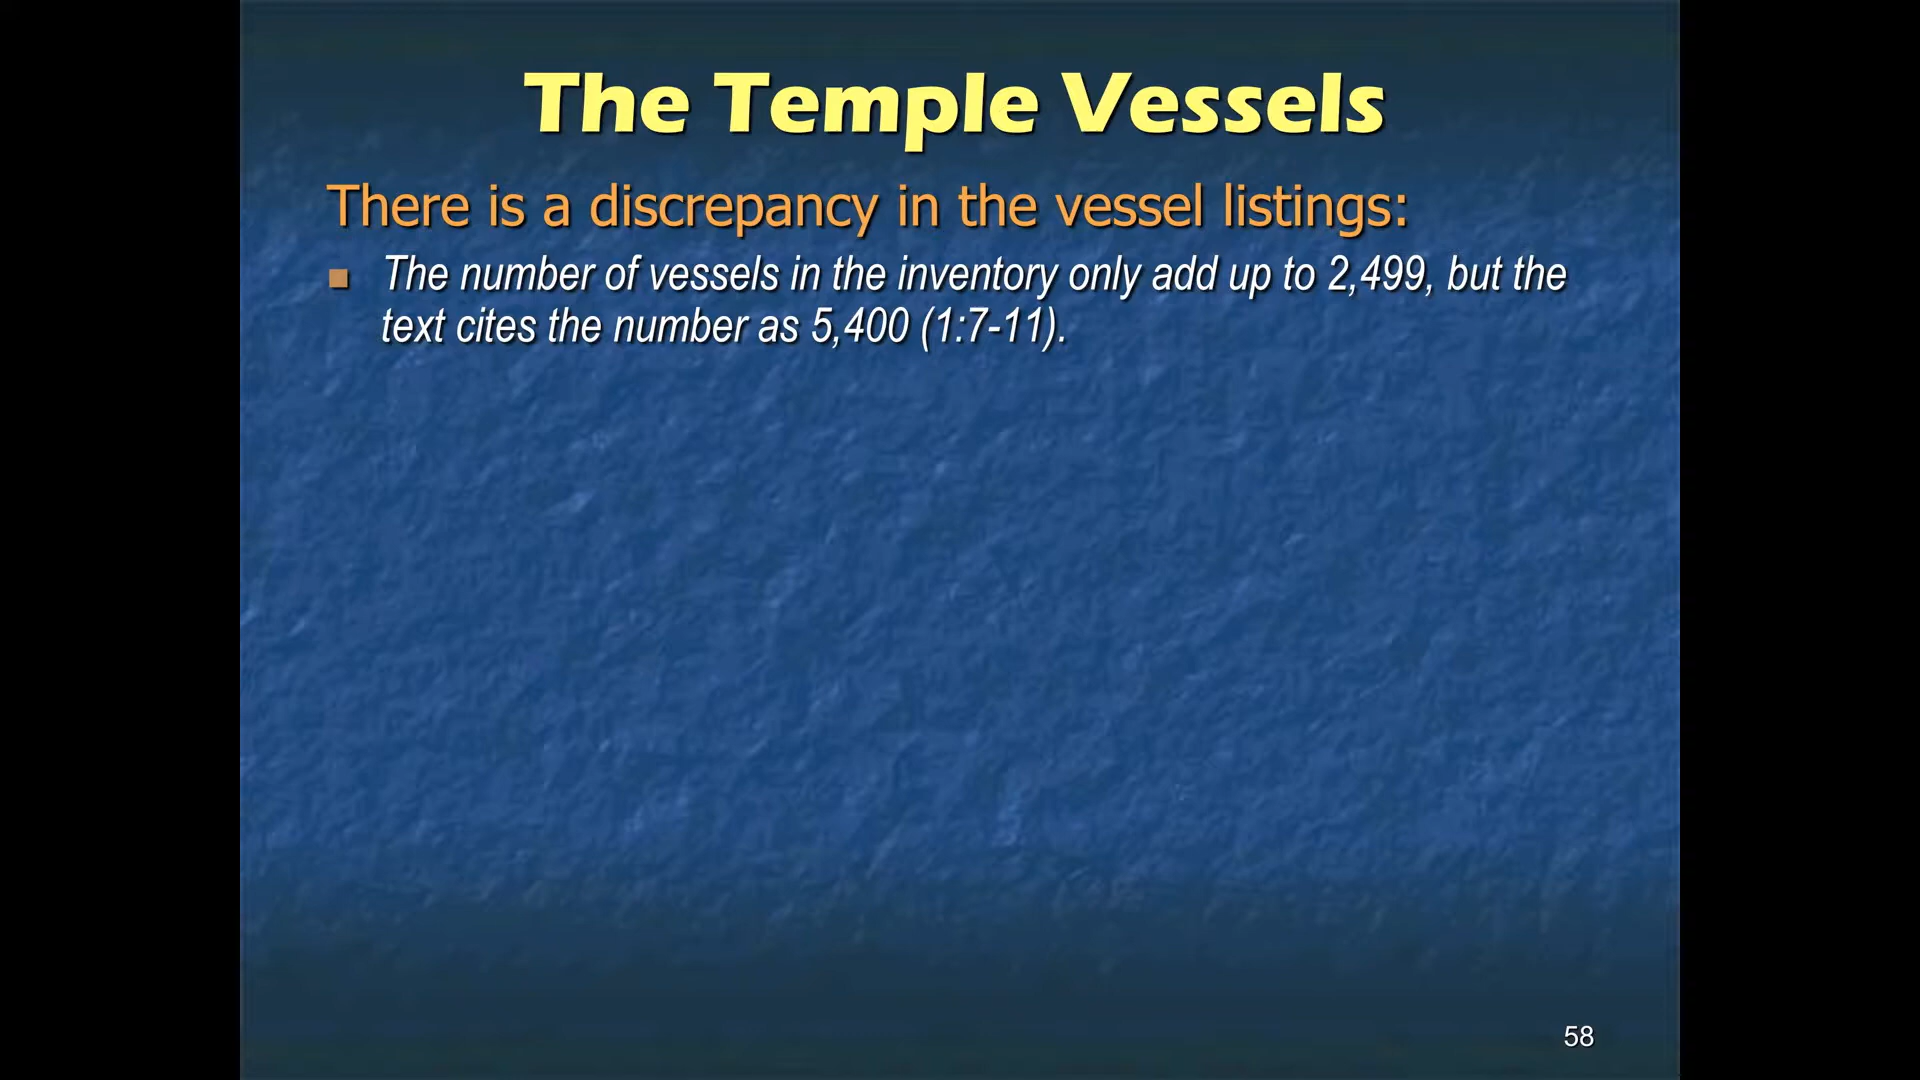 The Temple Vessels
There is a discrepancy in the vessel listings:
The number of vessels in the inventory only add up to 2,499, but the
text cites the number as 5,400 (1:7-11).
58